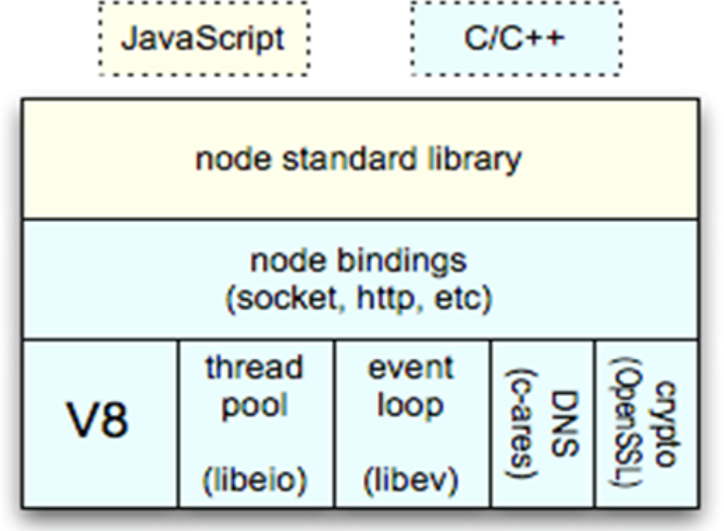 JavaScript
C/C++
node standard library
node bindings
(socket, http, etc)
V8
thread
pool
(libeio)
event
loop
(libev)
DNS
(c-ares)
crypto
(OpenSSL)